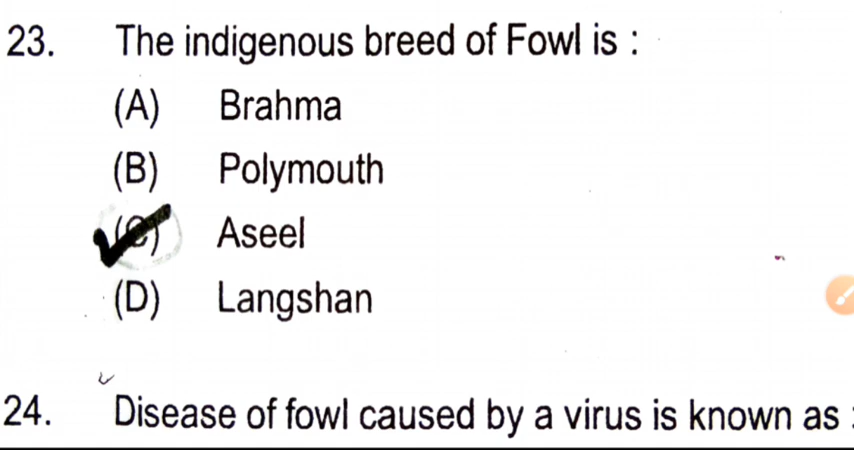 23. The indigenous breed of Fowl is :
(A) Brahma
(B) Polymouth
(C) Aseel
(D) Langshan
24. Disease of fowl caused by a virus is known as :